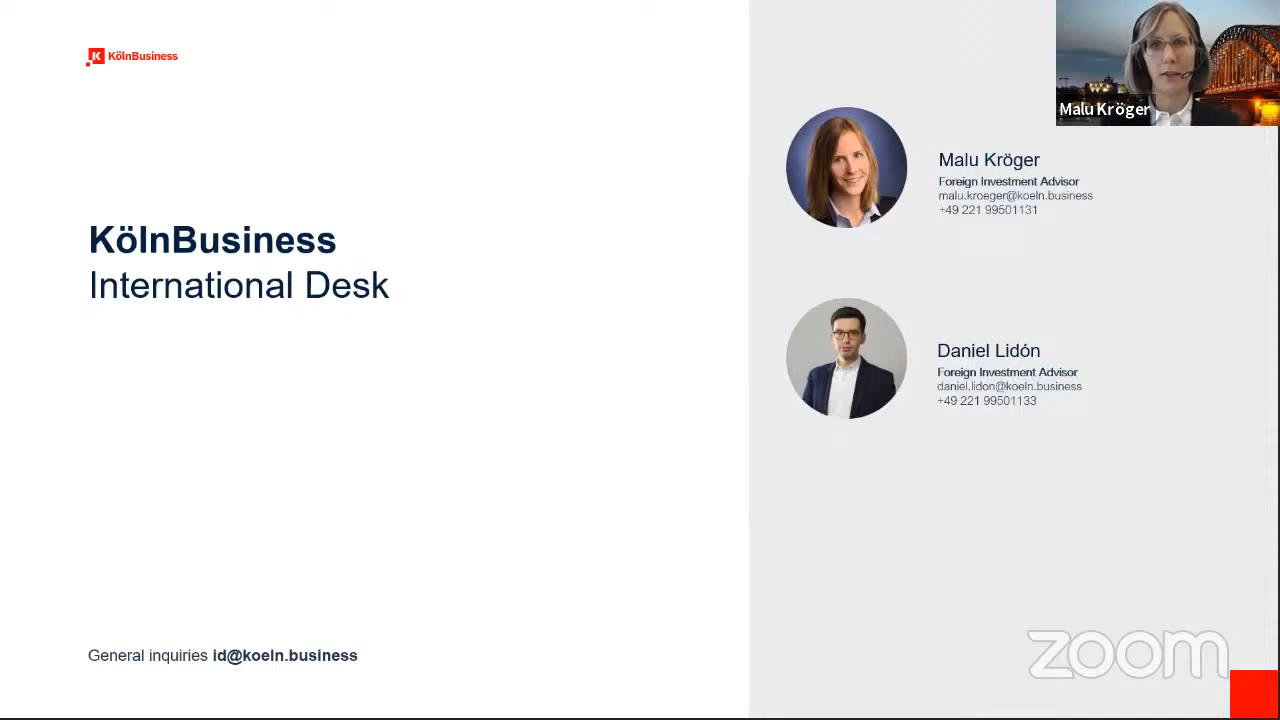 KölnBusiness
Malu Kröger
Malu Kröger
Foreign Investment Advisor
malu.kroeger@koeln.business
+49 221 99501131
KölnBusiness
International Desk
Daniel Lidón
Foreign Investment Advisor
daniel.lidon@koeln.business
+49 221 99501133
General inquiries id@koeln.business
zoom